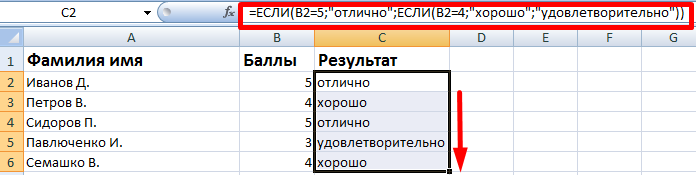 C2 fx =ЕСЛИ(B2=5;"отлично";ЕСЛИ(B2=4;"хорошо";"удовлетворительно"))
A B C D E F G
1 Фамилия имя Баллы Результат
2 Иванов Д. 5 отлично
3 Петров В. 4 хорошо
4 Сидоров П. 5 отлично
5 Павлюченко И. 3 удовлетворительно
6 Семашко В. 4 хорошо